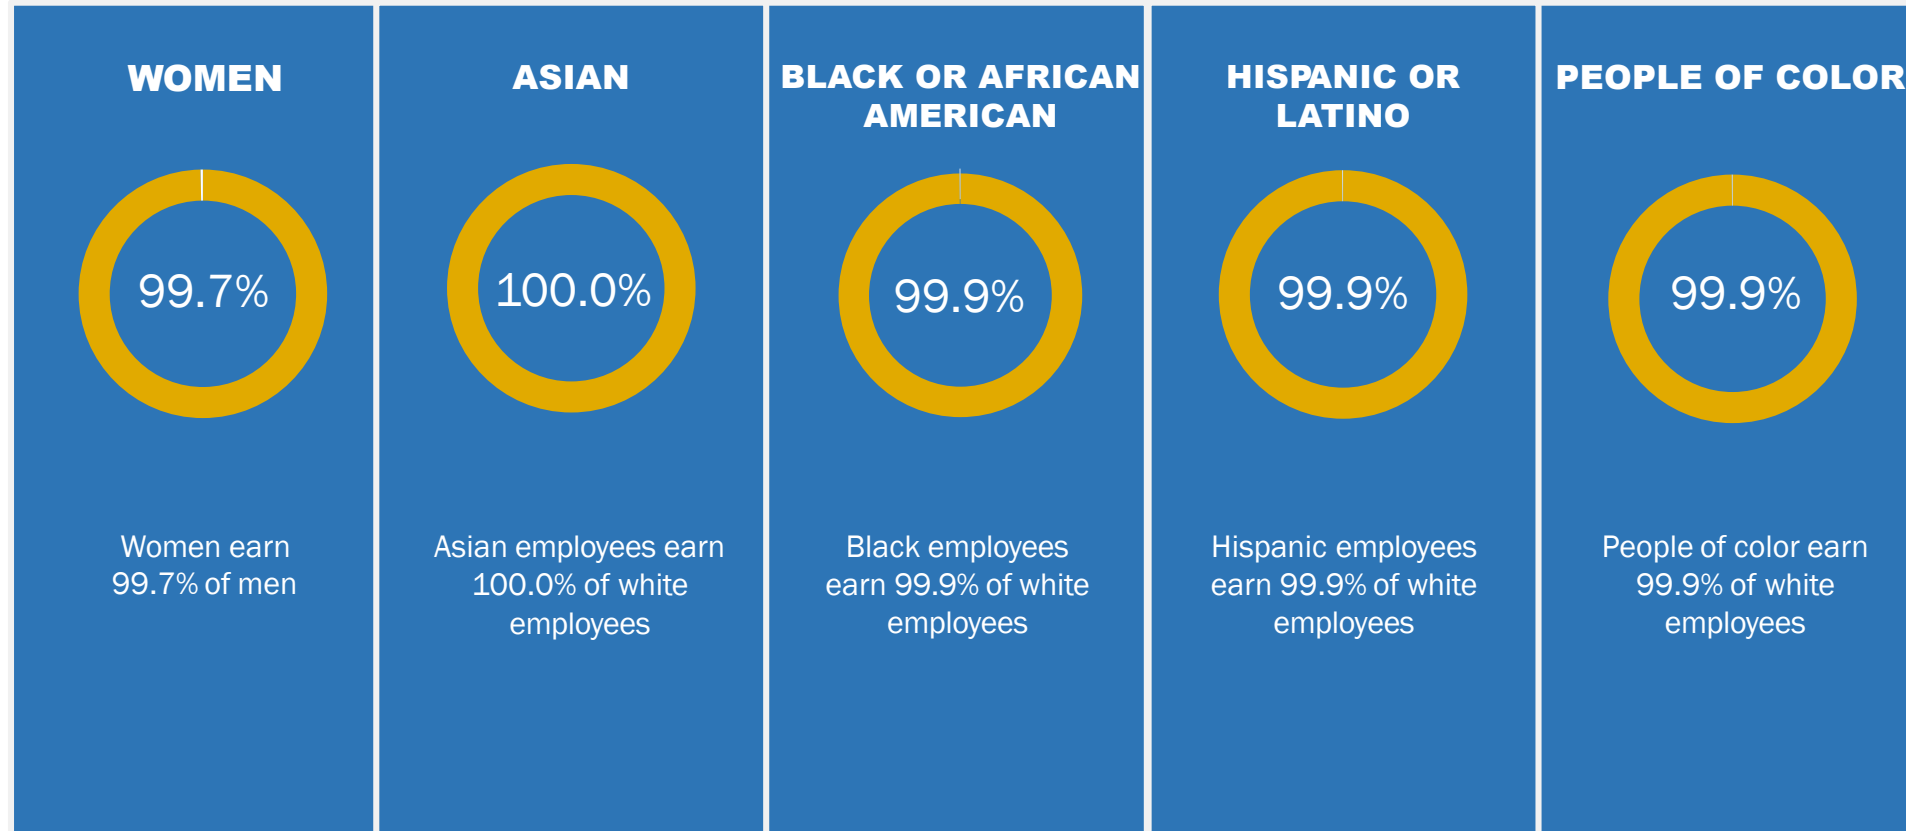 WOMEN
99.7%
Women earn
99.7% of men
ASIAN
100.0%
Asian employees earn
100.0% of white
employees
BLACK OR AFRICAN
AMERICAN
99.9%
Black employees
earn 99.9% of white
employees
HISPANIC OR
LATINO
99.9%
Hispanic employees
earn 99.9% of white
employees
PEOPLE OF COLOR
99.9%
People of color earn
99.9% of white
employees